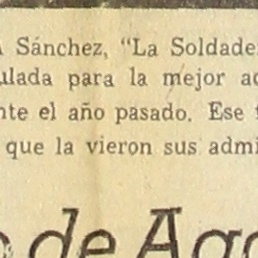 A Sánchez, "La Soldade
ulada para la mejor ac
nte el año pasado. Ese
que la vieron sus admi
o de Ago